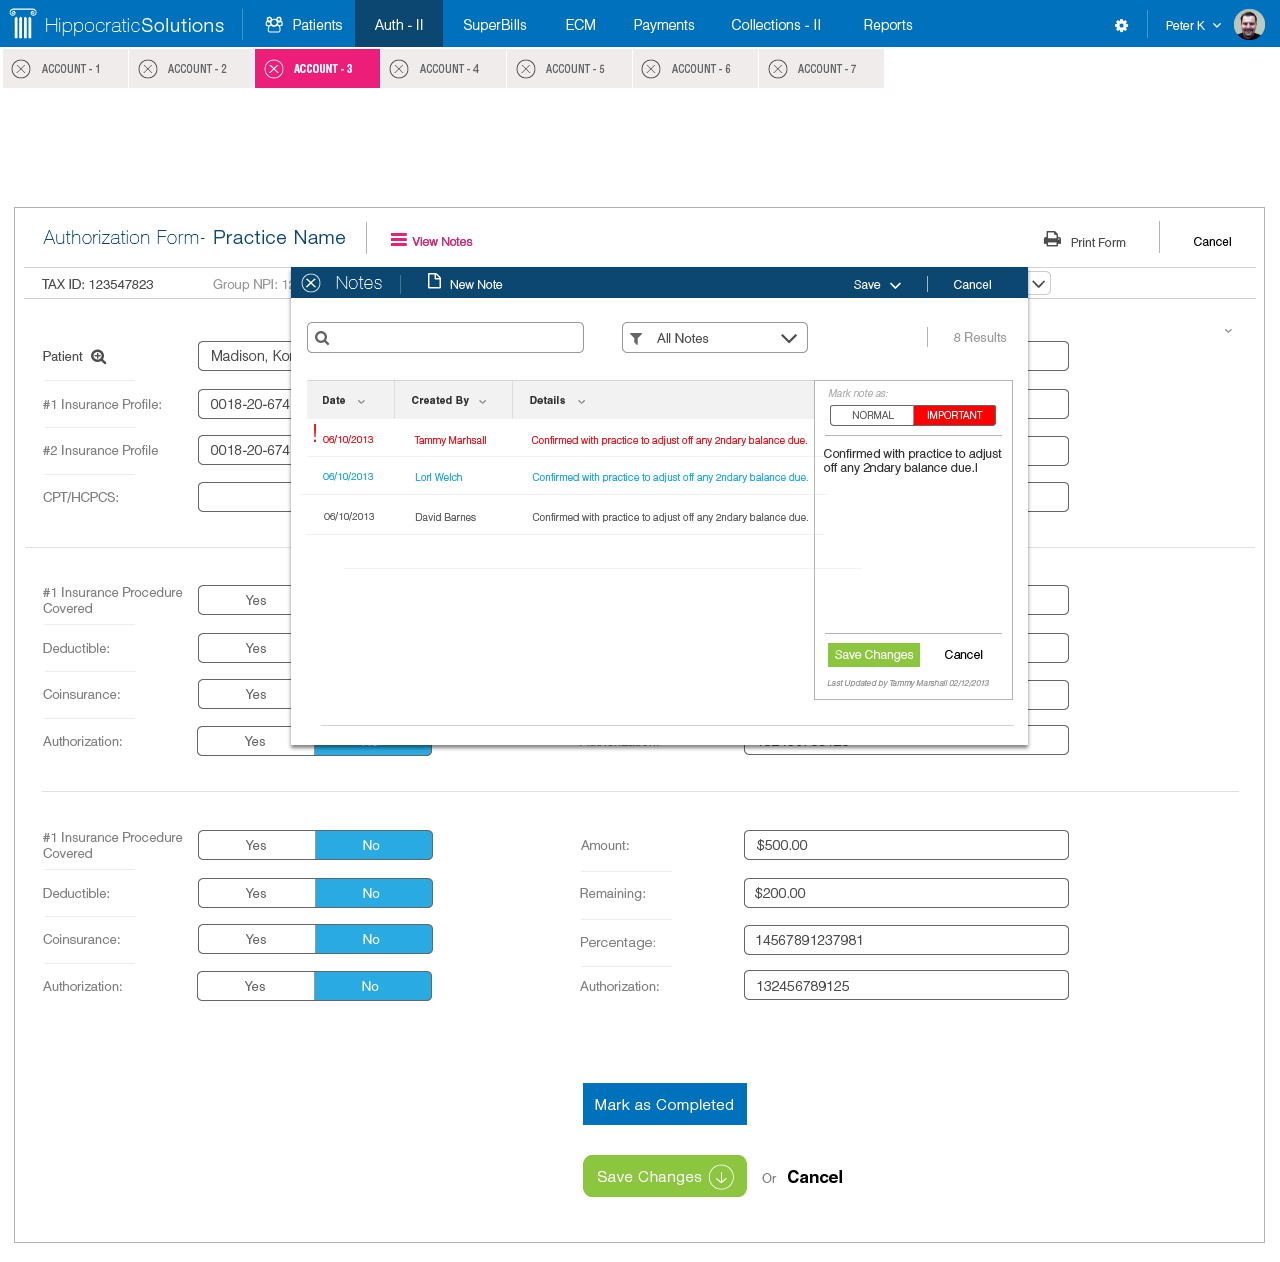 HippocraticSolutions Patients Auth - II SuperBills ECM Payments Collections - II Reports Peter K
ACCOUNT - 1 ACCOUNT - 2 ACCOUNT - 3 ACCOUNT - 4 ACCOUNT - 5 ACCOUNT - 6 ACCOUNT - 7
Authorization Form- Practice Name View Notes Print Form Cancel
TAX ID: 123547823 Group NPI:
Notes New Note Save Cancel
All Notes 8 Results
Date Created By Details
06/10/2013 Tammy Marhsall Confirmed with practice to adjust off any 2ndary balance due.
06/10/2013 Lori Welch Confirmed with practice to adjust off any 2ndary balance due.
06/10/2013 David Barnes Confirmed with practice to adjust off any 2ndary balance due.
Mark note as:
NORMAL IMPORTANT
Confirmed with practice to adjust
off any 2ndary balance due.
Save Changes Cancel
Last Updated by Tammy Marshall 02/12/2013
Patient Madison,
#1 Insurance Profile: 0018-20-674
#2 Insurance Profile 0018-20-674
CPT/HCPCS:
#1 Insurance Procedure
Covered Yes
Deductible: Yes
Coinsurance: Yes
Authorization: Yes
#1 Insurance Procedure
Covered Yes No Amount: $500.00
Deductible: Yes No Remaining: $200.00
Coinsurance: Yes No Percentage: 14567891237981
Authorization: Yes No Authorization: 132456789125
Mark as Completed
Save Changes Or Cancel